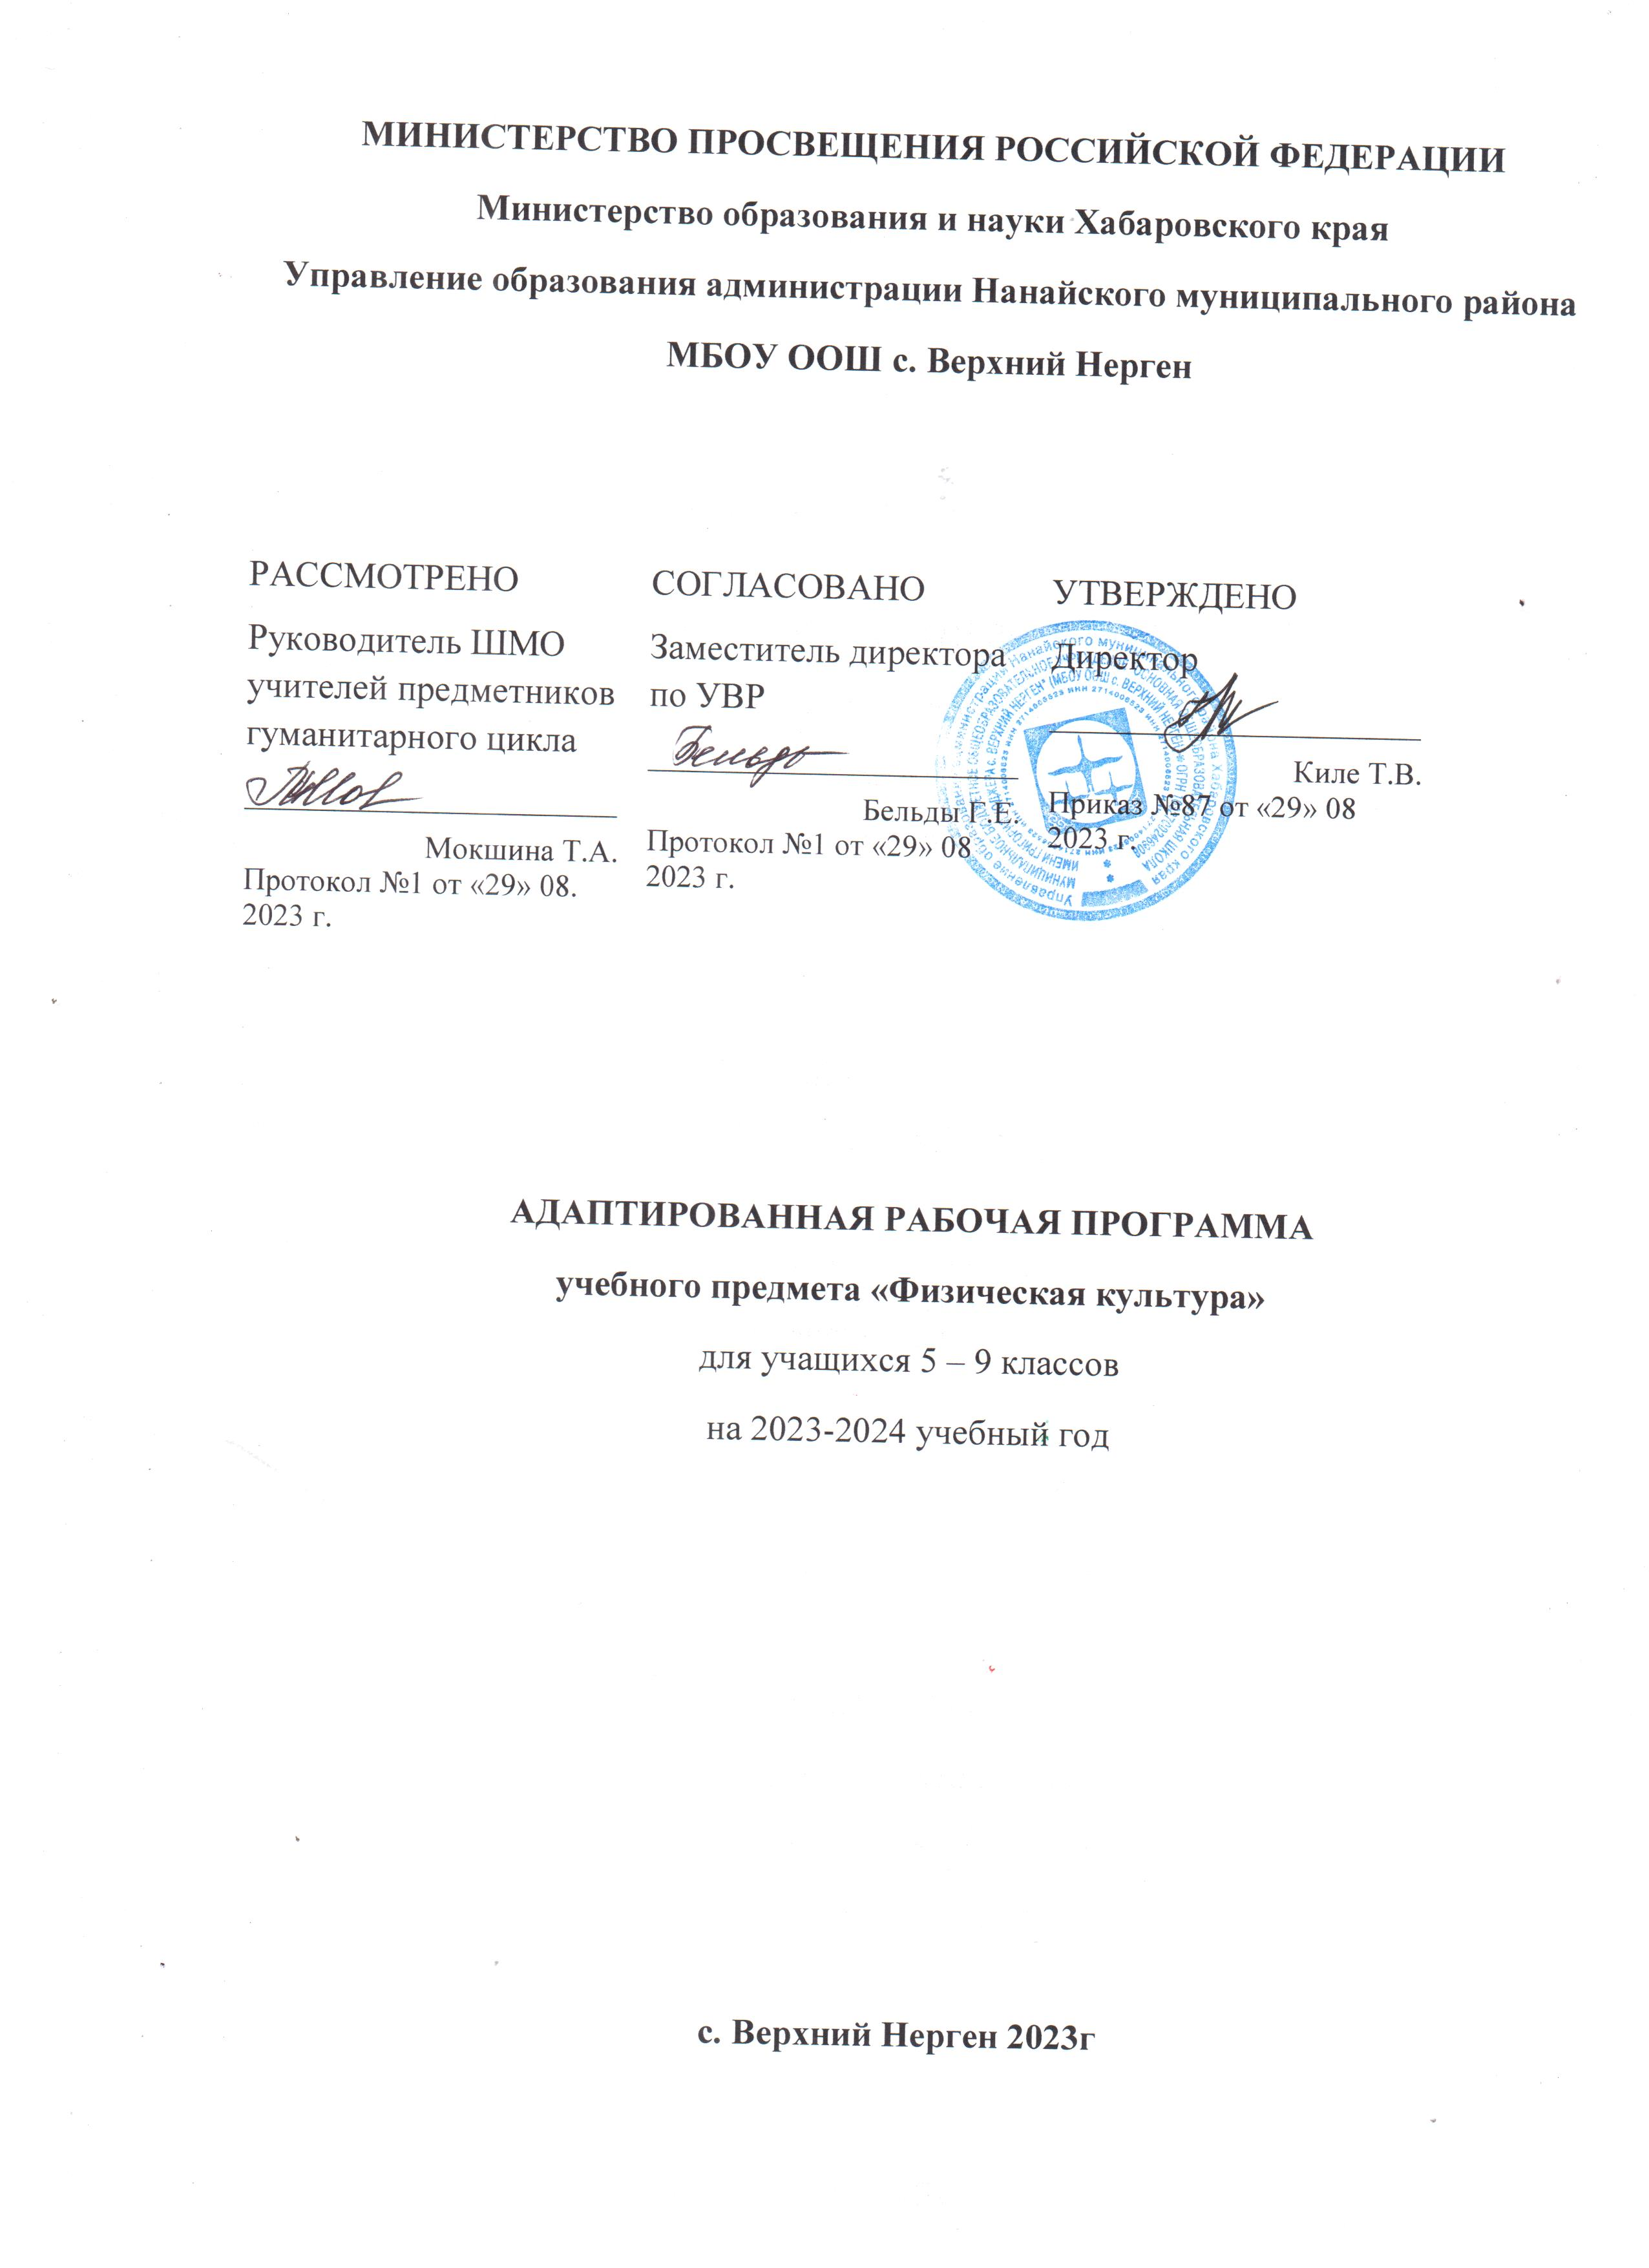 МИНИСТЕРСТВО ПРОСВЕЩЕНИЯ РОССИЙСКОЙ ФЕДЕРАЦИИ
Министерство образования и науки Хабаровского края
Управление образования администрации Нанайского муниципального района
МБОУ ООШ с. Верхний Нерген
РАССМОТРЕНО
Руководитель ШМО
учителей предметников
гуманитарного цикла
Мокшина Т.А.
Протокол №1 от «29» 08.
2023 г.
СОГЛАСОВАНО
Заместитель директора
по УВР
Бельды
Бельды Г.Е.
Протокол №1 от «29» 08
2023 г.
УТВЕРЖДЕНО
Директор
Киле Т.В.
Приказ №87 от «29» 08
2023 г.
АДАПТИРОВАННАЯ РАБОЧАЯ ПРОГРАММА
учебного предмета «Физическая культура»
для учащихся 5 – 9 классов
на 2023-2024 учебный год
с. Верхний Нерген 2023г